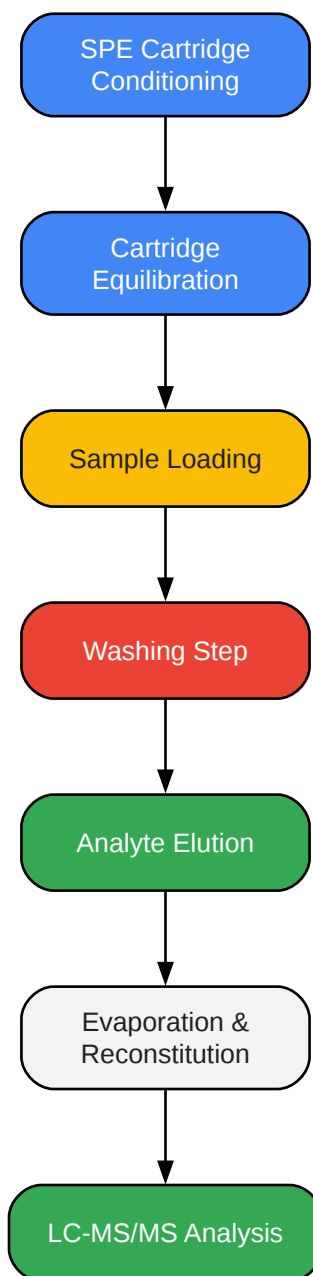 SPE Cartridge
Conditioning
Cartridge
Equilibration
Sample Loading
Washing Step
Analyte Elution
Evaporation &
Reconstitution
LC-MS/MS Analysis